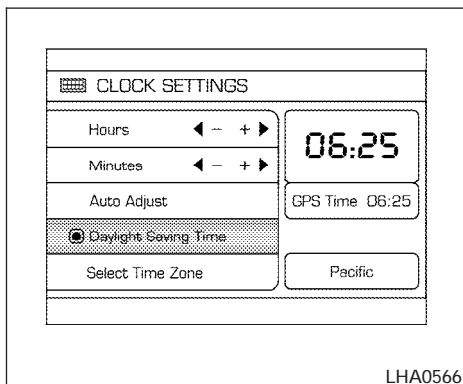 CLOCK SETTINGS
Hours ◀ – + ▶
Minutes ◀ – + ▶
06:25
Auto Adjust
GPS Time 06:25
Daylight Saving Time
Select Time Zone
Pacific
LHA0566